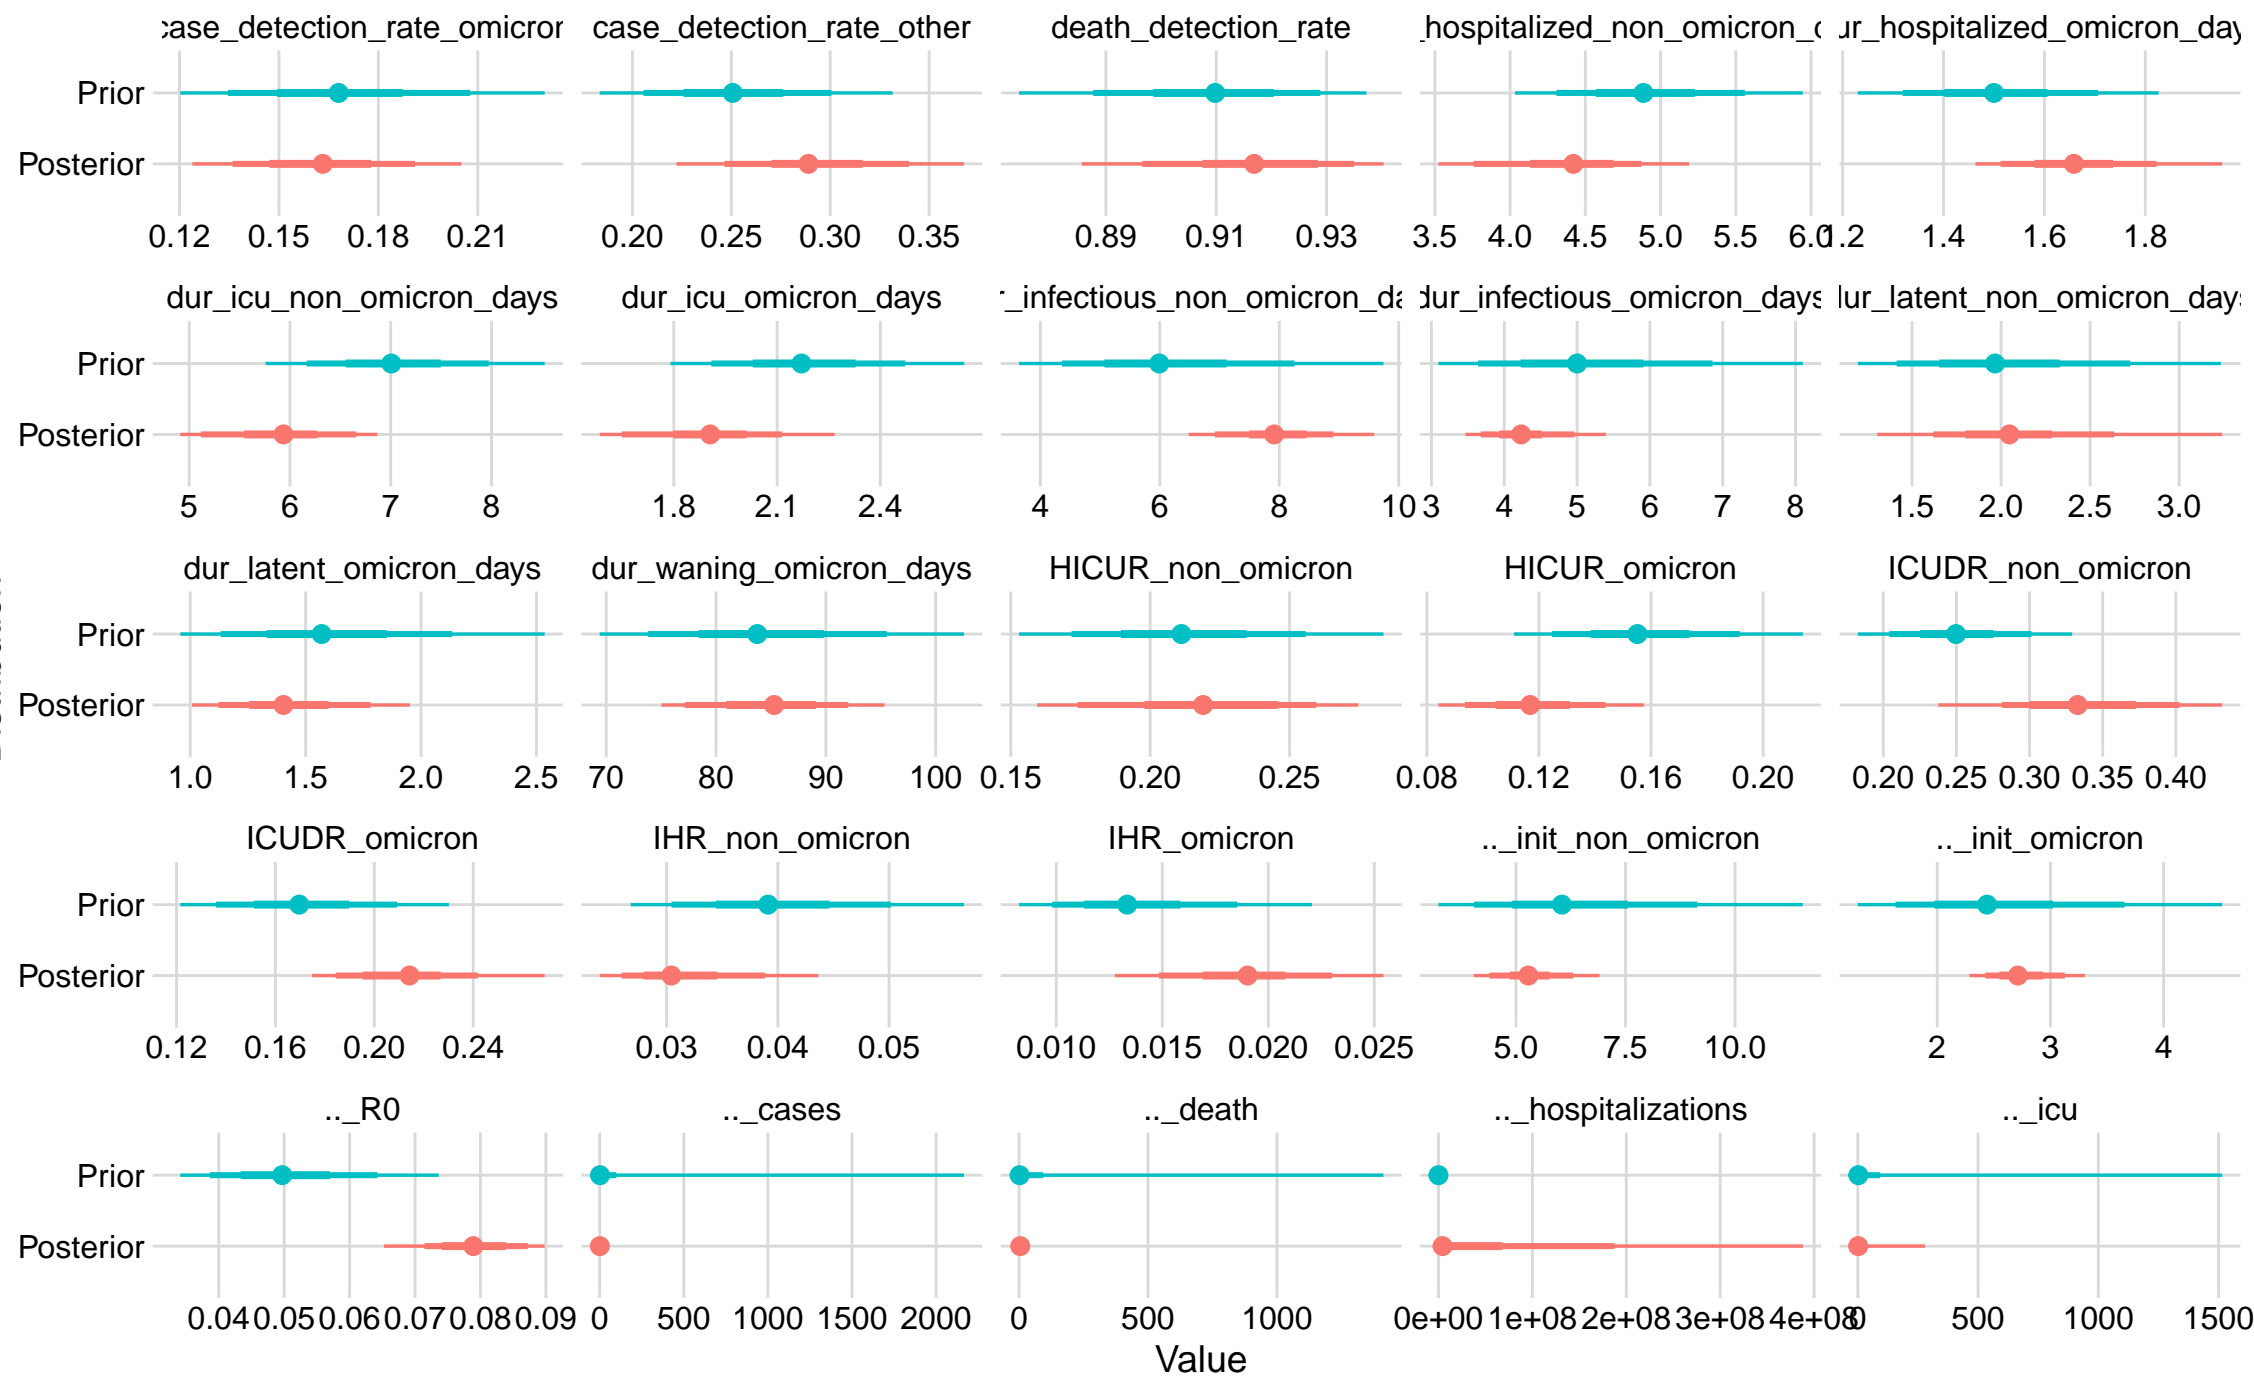 case_detection_rate_omicron case_detection_rate_other death_detection_rate _hospitalized_non_omicron_ ur_hospitalized_omicron_day
Prior
Posterior
0.12 0.15 0.18 0.21 0.20 0.25 0.30 0.35 0.89 0.91 0.93 3.5 4.0 4.5 5.0 5.5 6.0 1.2 1.4 1.6 1.8
dur_icu_non_omicron_days dur_icu_omicron_days r_infectious_non_omicron_da dur_infectious_omicron_days dur_latent_non_omicron_days
Prior
Posterior
5 6 7 8 1.8 2.1 2.4 4 6 8 10 3 4 5 6 7 8 1.5 2.0 2.5 3.0
dur_latent_omicron_days dur_waning_omicron_days HICUR_non_omicron HICUR_omicron ICUDR_non_omicron
Prior
Posterior
1.0 1.5 2.0 2.5 70 80 90 100 0.15 0.20 0.25 0.08 0.12 0.16 0.20 0.20 0.25 0.30 0.35 0.40
ICUDR_omicron IHR_non_omicron IHR_omicron .._init_non_omicron .._init_omicron
Prior
Posterior
0.12 0.16 0.20 0.24 0.03 0.04 0.05 0.010 0.015 0.020 0.025 5.0 7.5 10.0 2 3 4
.._R0 .._cases .._death .._hospitalizations .._icu
Prior
Posterior
0.04 0.05 0.06 0.07 0.08 0.09 0 500 1000 1500 2000 0 500 1000 0e+00 1e+08 2e+08 3e+08 4e+08 0 500 1000 1500
Value